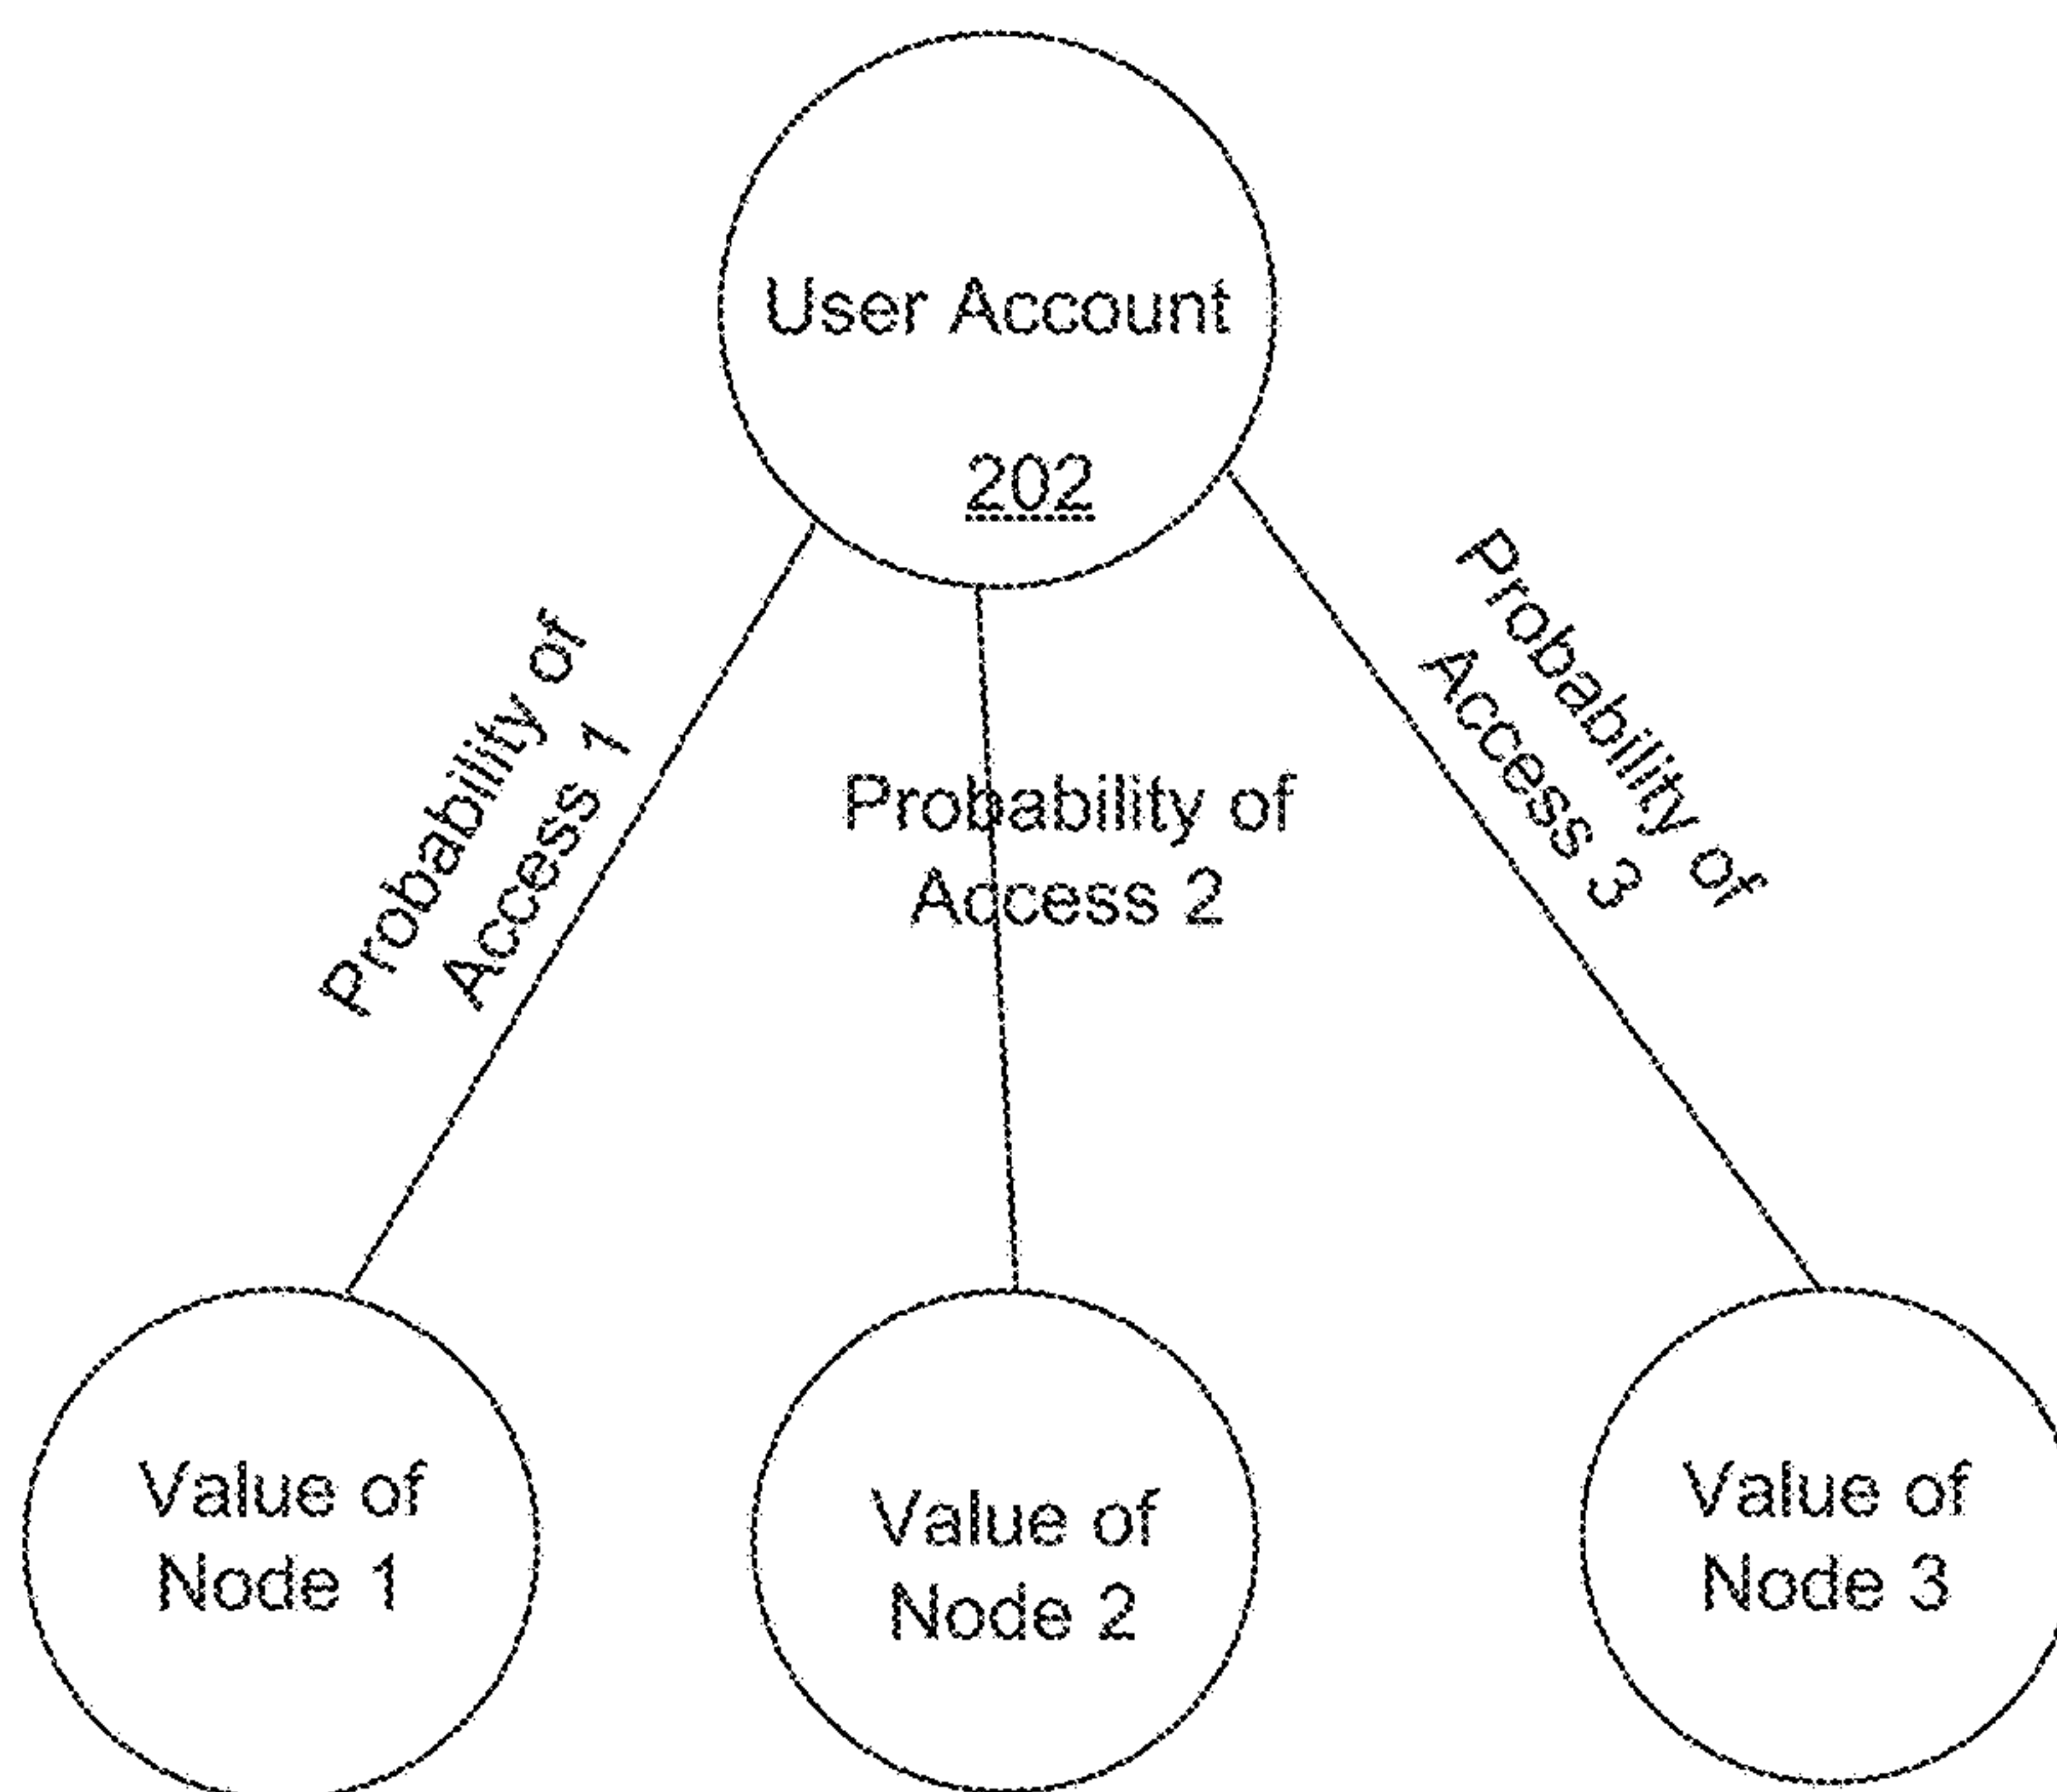 User Account
202
Probability of
Access 1
Probability of
Access 2
Probability of
Access 3
Value of
Node 1
Value of
Node 2
Value of
Node 3